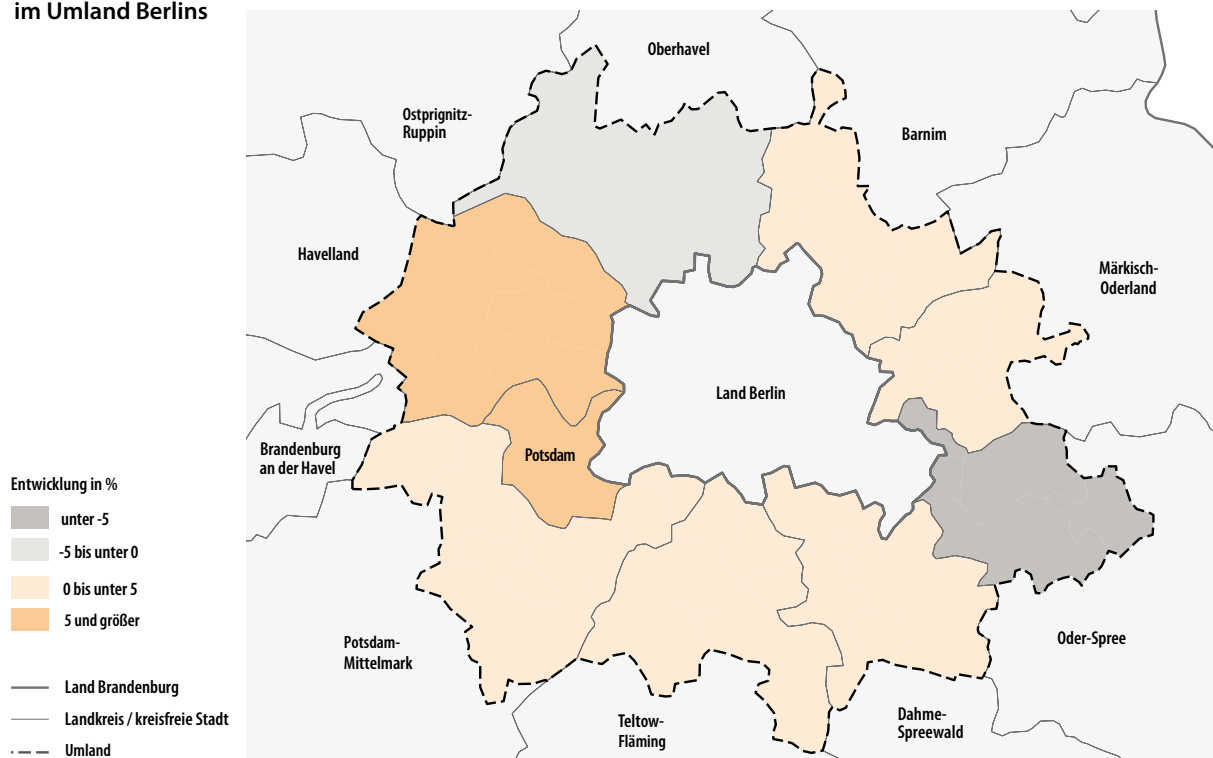 im Umland Berlins
Oberhavel
Ostprignitz-
Ruppin
Barnim
Havelland
Märkisch-
Oderland
Land Berlin
Brandenburg
an der Havel
Potsdam
Entwicklung in %
unter -5
-5 bis unter 0
0 bis unter 5
5 und größer
Potsdam-
Mittelmark
Oder-Spree
Land Brandenburg
Landkreis / kreisfreie Stadt
Umland
Teltow-
Fläming
Dahme-
Spreewald